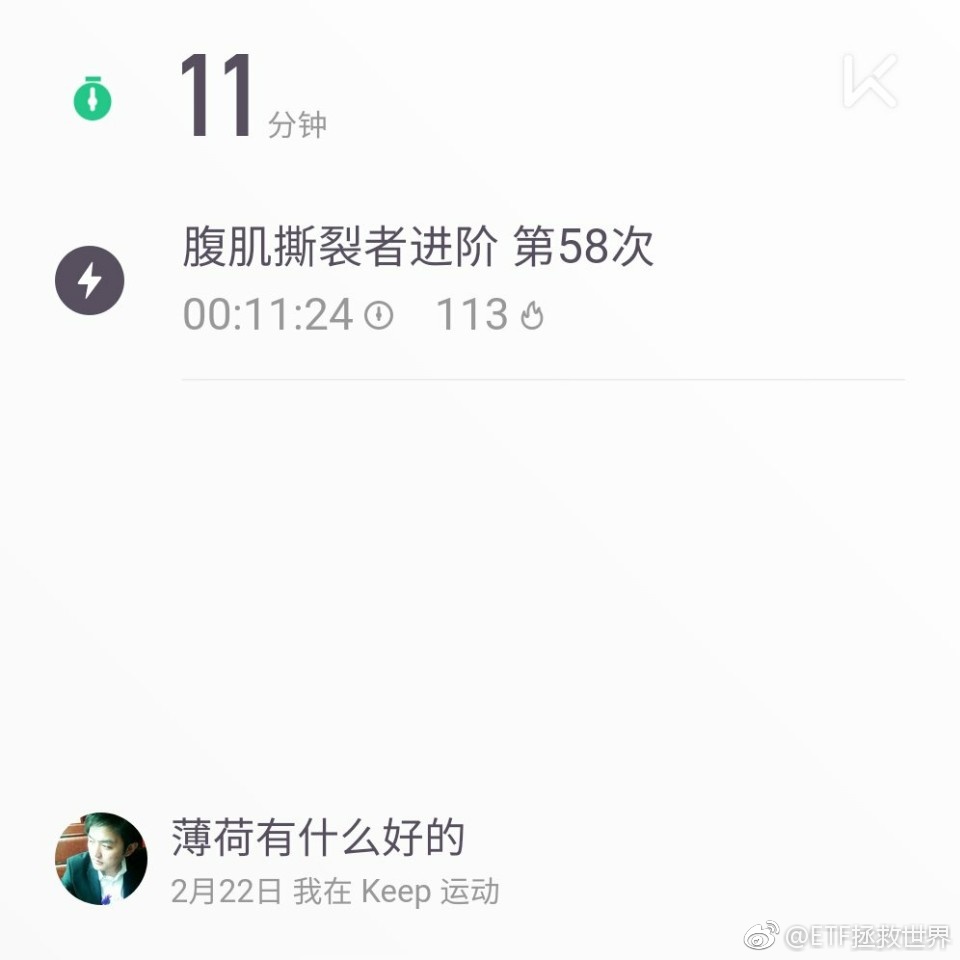 11 分钟
腹肌撕裂者进阶 第58次
00:11:24 113
薄荷有什么好的
2月22日 我在 Keep 运动
@ETF拯救世界